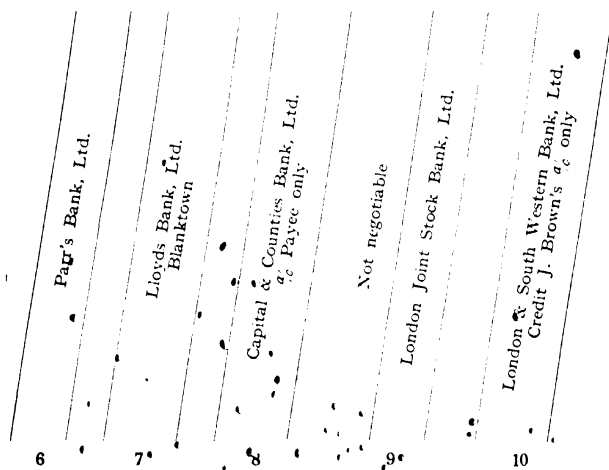 Parr's Bank, Ltd.
Lloyds Bank, Ltd.
Blanktown
Capital & Counties Bank, Ltd.
a/c Payee only
Not negotiable
London Joint Stock Bank, Ltd.
London & South Western Bank, Ltd.
Credit J. Brown's a/c only
6 7 8 9 10